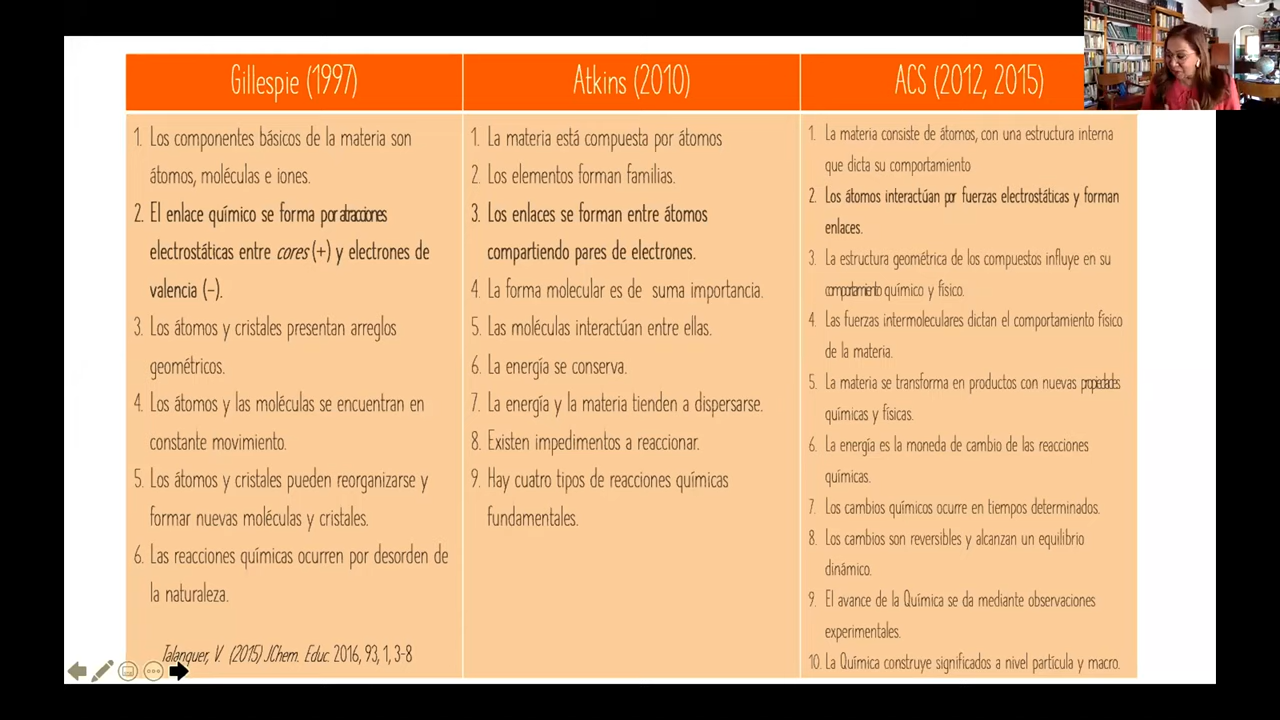 Gillespie (1997)
1. Los componentes básicos de la materia son
átomos, moléculas e iones.
2. El enlace químico se forma por atracciones
electrostáticas entre cores (+) y electrones de
valencia (–).
3. Los átomos y cristales presentan arreglos
geométricos.
4. Los átomos y las moléculas se encuentran en
constante movimiento.
5. Los átomos y cristales pueden reorganizarse y
formar nuevas moléculas y cristales.
6. Las reacciones químicas ocurren por desorden de
la naturaleza.
Talanquer, V. (2015) JChem. Educ. 2016, 93, 1, 3-8
Atkins (2010)
1. La materia está compuesta por átomos
2. Los elementos forman familias.
3. Los enlaces se forman entre átomos
compartiendo pares de electrones.
4. La forma molecular es de suma importancia.
5. Las moléculas interactúan entre ellas.
6. La energía se conserva.
7. La energía y la materia tienden a dispersarse.
8. Existen impedimentos a reaccionar.
9. Hay cuatro tipos de reacciones químicas
fundamentales.
ACS (2012, 2015)
1. La materia consiste de átomos, con una estructura interna
que dicta su comportamiento
2. Los átomos interactúan por fuerzas electrostáticas y forman
enlaces.
3. La estructura geométrica de los compuestos influye en su
comportamiento químico y físico.
4. Las fuerzas intermoleculares dictan el comportamiento físico
de la materia.
5. La materia se transforma en productos con nuevas propiedades
químicas y físicas.
6. La energía es la moneda de cambio de las reacciones
químicas.
7. Los cambios químicos ocurre en tiempos determinados.
8. Los cambios son reversibles y alcanzan un equilibrio
dinámico.
9. El avance de la Química se da mediante observaciones
experimentales.
10. La Química construye significados a nivel partícula y macro.